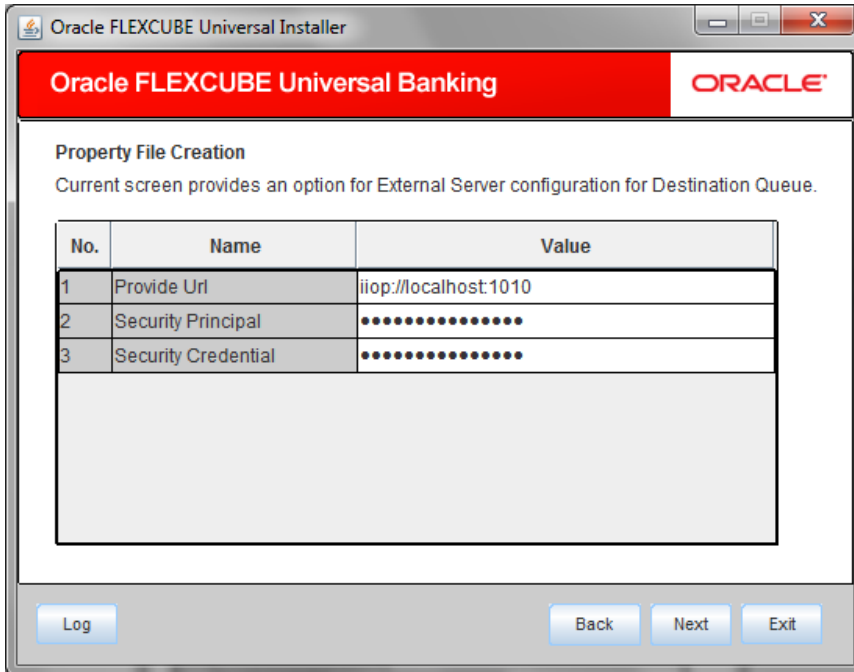 Oracle FLEXCUBE Universal Installer
Oracle FLEXCUBE Universal Banking
ORACLE®
Property File Creation
Current screen provides an option for External Server configuration for Destination Queue.
No. Name Value
1 Provide Url iiop://localhost:1010
2 Security Principal •••••••••••••••
3 Security Credential •••••••••••••••
Log Back Next Exit